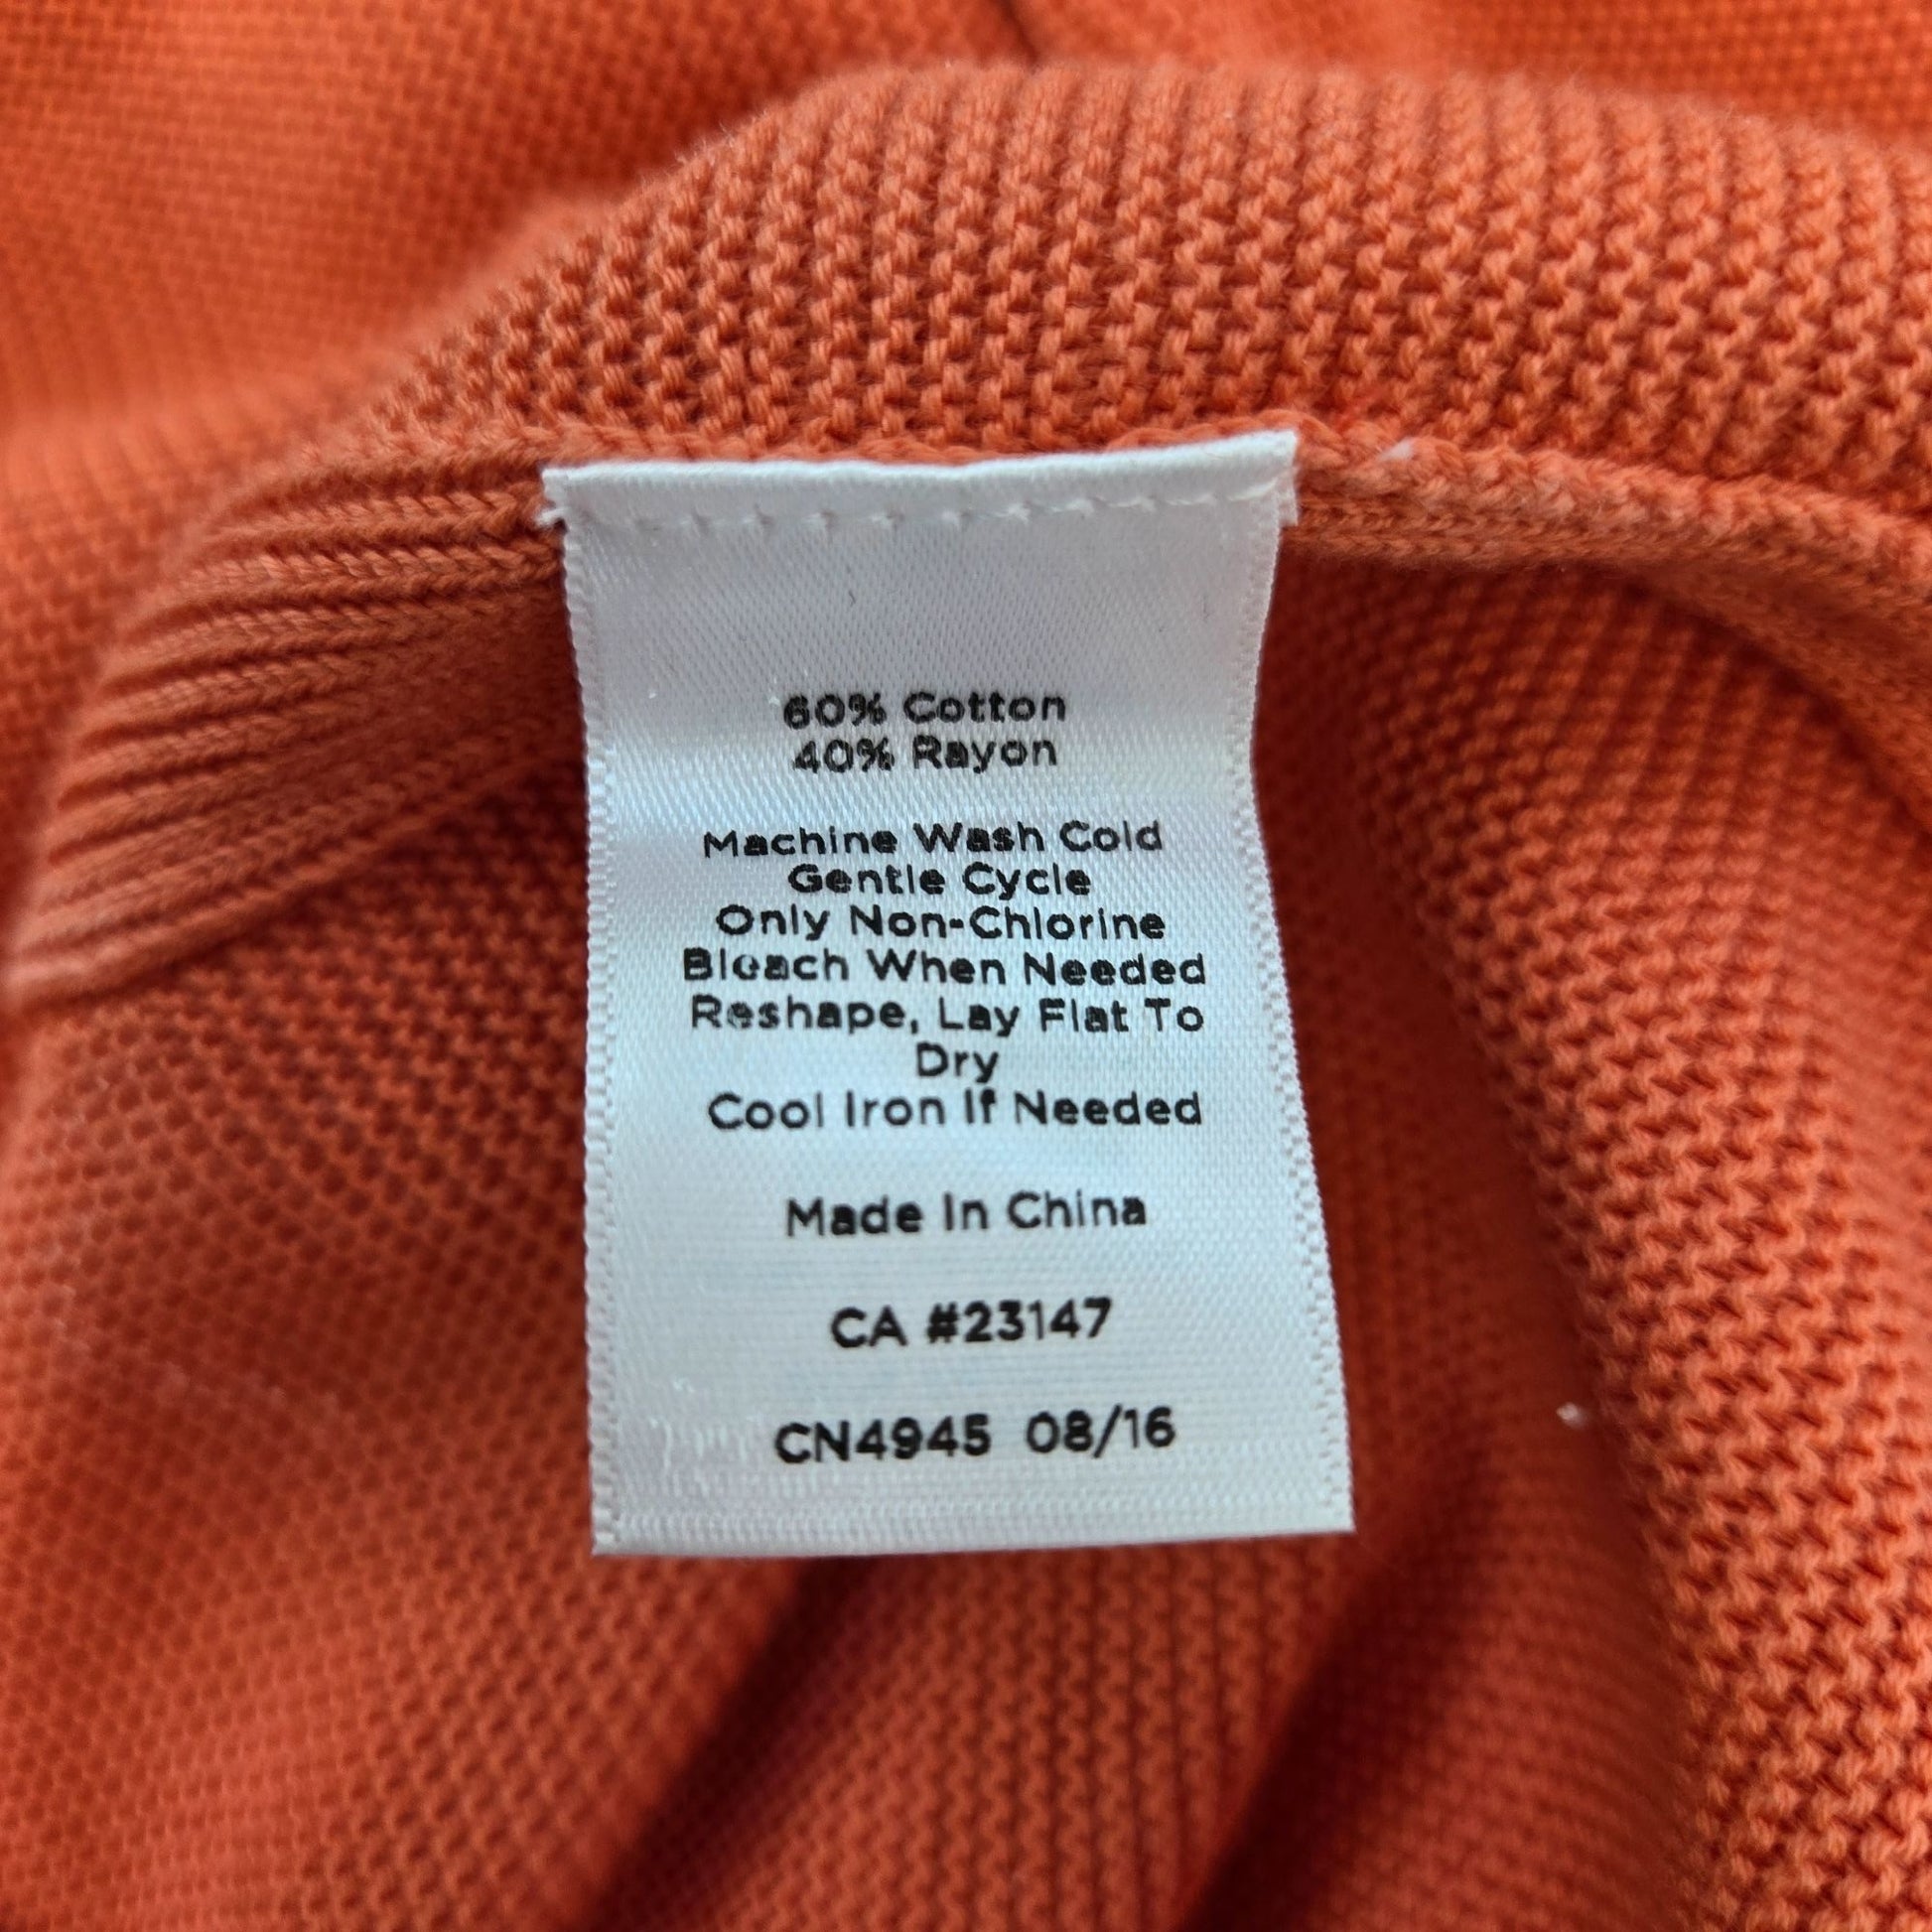 60% Cotton
40% Rayon
Machine Wash Cold
Gentle Cycle
Only Non-Chlorine
Bleach When Needed
Reshape, Lay Flat To
Dry
Cool Iron If Needed
Made In China
CA #23147
CN4945 08/16